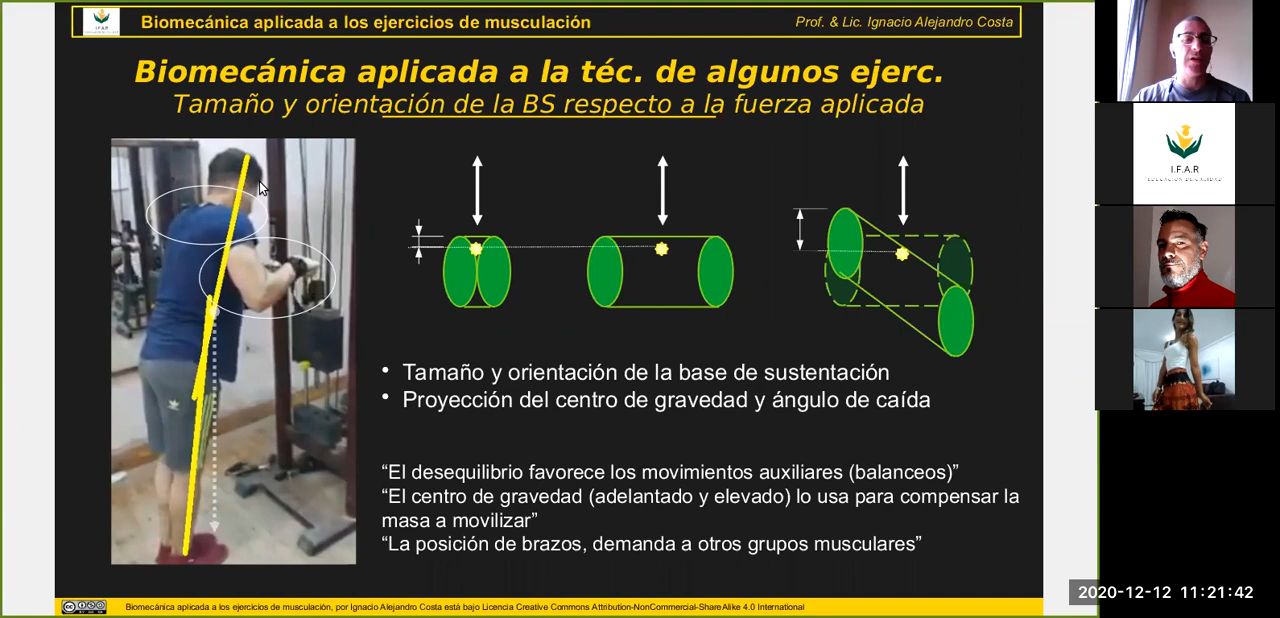 I.F.A.R
Biomecánica aplicada a los ejercicios de musculación
Prof. & Lic. Ignacio Alejandro Costa
Biomecánica aplicada a la téc. de algunos ejerc.
Tamaño y orientación de la BS respecto a la fuerza aplicada
• Tamaño y orientación de la base de sustentación
• Proyección del centro de gravedad y ángulo de caída
“El desequilibrio favorece los movimientos auxiliares (balanceos)”
“El centro de gravedad (adelantado y elevado) lo usa para compensar la
masa a movilizar”
“La posición de brazos, demanda a otros grupos musculares”
Biomecánica aplicada a los ejercicios de musculación, por Ignacio Alejandro Costa está bajo Licencia Creative Commons Attribution-NonCommercial-ShareAlike 4.0 International
I.F.A.R
2020-12-12 11:21:42